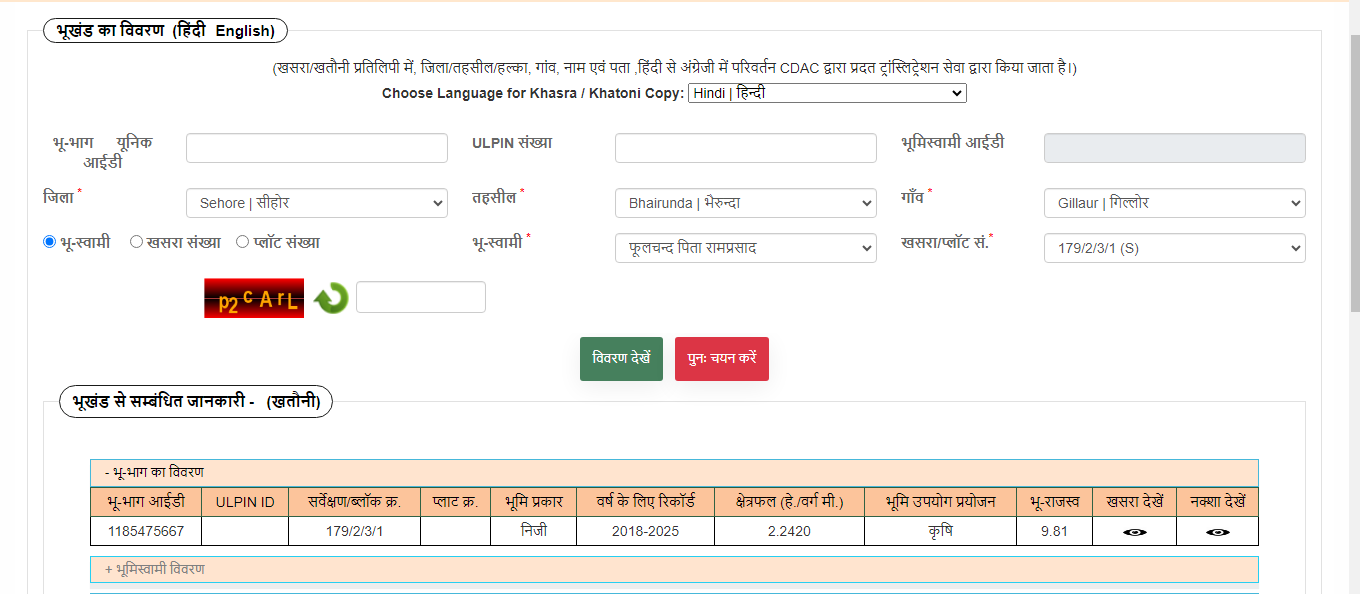 भूखंड का विवरण (हिंदी English)
(खसरा/खतौनी प्रतिलिपी में, जिला/तहसील/हल्का, गांव, नाम एवं पता ,हिंदी से अंग्रेजी में परिवर्तन CDAC द्वारा प्रदत ट्रांस्लिट्रेशन सेवा द्वारा किया जाता है।)
Choose Language for Khasra / Khatoni Copy: Hindi | हिन्दी
भू-भाग यूनिक आईडी ULPIN संख्या भूमिस्वामी आईडी
जिला * Sehore | सीहोर तहसील * Bhairunda | भैरुन्दा गाँव * Gillaur | गिल्लोर
भू-स्वामी खसरा संख्या प्लॉट संख्या भू-स्वामी * फूलचन्द पिता रामप्रसाद खसरा/प्लॉट सं.* 179/2/3/1 (S)
p2cArL
विवरण देखें पुनः चयन करें
भूखंड से सम्बंधित जानकारी - (खतौनी)
- भू-भाग का विवरण
भू-भाग आईडी ULPIN ID सर्वेक्षण/ब्लॉक क्र. प्लाट क्र. भूमि प्रकार वर्ष के लिए रिकॉर्ड क्षेत्रफल (हे./वर्ग मी.) भूमि उपयोग प्रयोजन भू-राजस्व खसरा देखें नक्शा देखें
1185475667 179/2/3/1 निजी 2018-2025 2.2420 कृषि 9.81
+ भूमिस्वामी विवरण